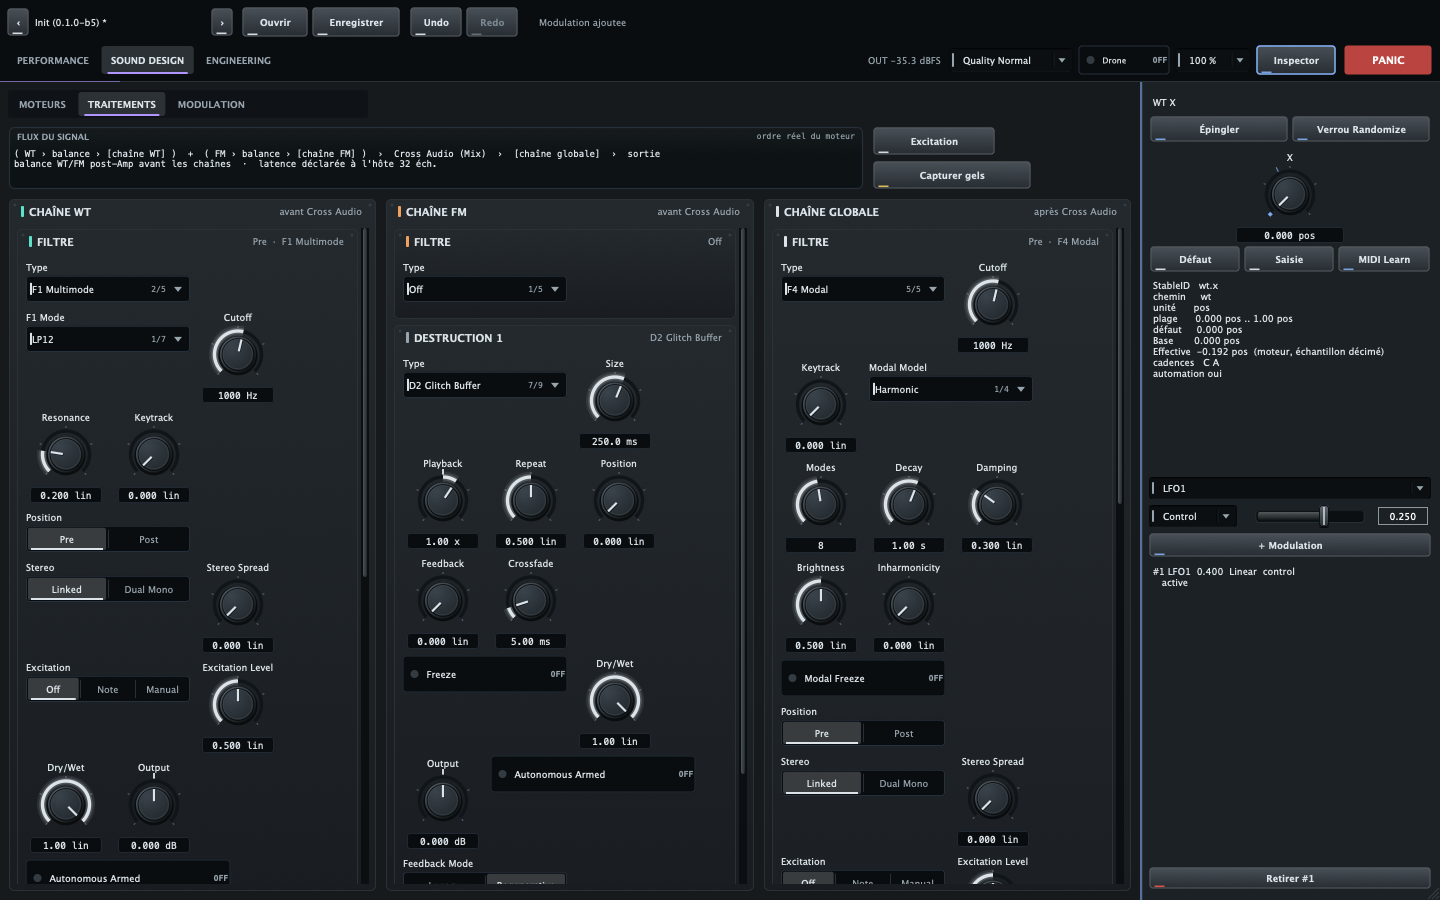 ‹ Init (0.1.0-b5) * › Ouvrir Enregistrer Undo Redo Modulation ajoutee
PERFORMANCE SOUND DESIGN ENGINEERING OUT -35.3 dBFS Quality Normal Drone OFF 100 % Inspector PANIC
MOTEURS TRAITEMENTS MODULATION
FLUX DU SIGNAL ordre réel du moteur
( WT › balance › [chaîne WT] ) + ( FM › balance › [chaîne FM] ) › Cross Audio (Mix) › [chaîne globale] › sortie
balance WT/FM post-Amp avant les chaînes · latence déclarée à l'hôte 32 éch.
Excitation
Capturer gels
CHAÎNE WT avant Cross Audio
FILTRE Pre · F1 Multimode
Type
F1 Multimode 2/5
F1 Mode Cutoff
LP12 1/7
1000 Hz
Resonance Keytrack
0.200 lin 0.000 lin
Position
Pre Post
Stereo Stereo Spread
Linked Dual Mono
0.000 lin
Excitation Excitation Level
Off Note Manual
0.500 lin
Dry/Wet Output
1.00 lin 0.000 dB
Autonomous Armed OFF
CHAÎNE FM avant Cross Audio
FILTRE Off
Type
Off 1/5
DESTRUCTION 1 D2 Glitch Buffer
Type Size
D2 Glitch Buffer 7/9
250.0 ms
Playback Repeat Position
1.00 x 0.500 lin 0.000 lin
Feedback Crossfade
0.000 lin 5.00 ms
Freeze OFF Dry/Wet
1.00 lin
Output Autonomous Armed OFF
0.000 dB
Feedback Mode
CHAÎNE GLOBALE après Cross Audio
FILTRE Pre · F4 Modal
Type Cutoff
F4 Modal 5/5
1000 Hz
Keytrack Modal Model
Harmonic 1/4
0.000 lin
Modes Decay Damping
8 1.00 s 0.300 lin
Brightness Inharmonicity
0.500 lin 0.000 lin
Modal Freeze OFF
Position
Pre Post
Stereo Stereo Spread
Linked Dual Mono
0.000 lin
Excitation Excitation Level
Off Note Manual
WT X
Épingler Verrou Randomize
X
0.000 pos
Défaut Saisie MIDI Learn
StableID wt.x
chemin wt
unité pos
plage 0.000 pos .. 1.00 pos
défaut 0.000 pos
Base 0.000 pos
Effective -0.192 pos (moteur, échantillon décimé)
cadences C A
automation oui
LFO1
Control 0.250
+ Modulation
#1 LFO1 0.400 Linear control
active
Retirer #1